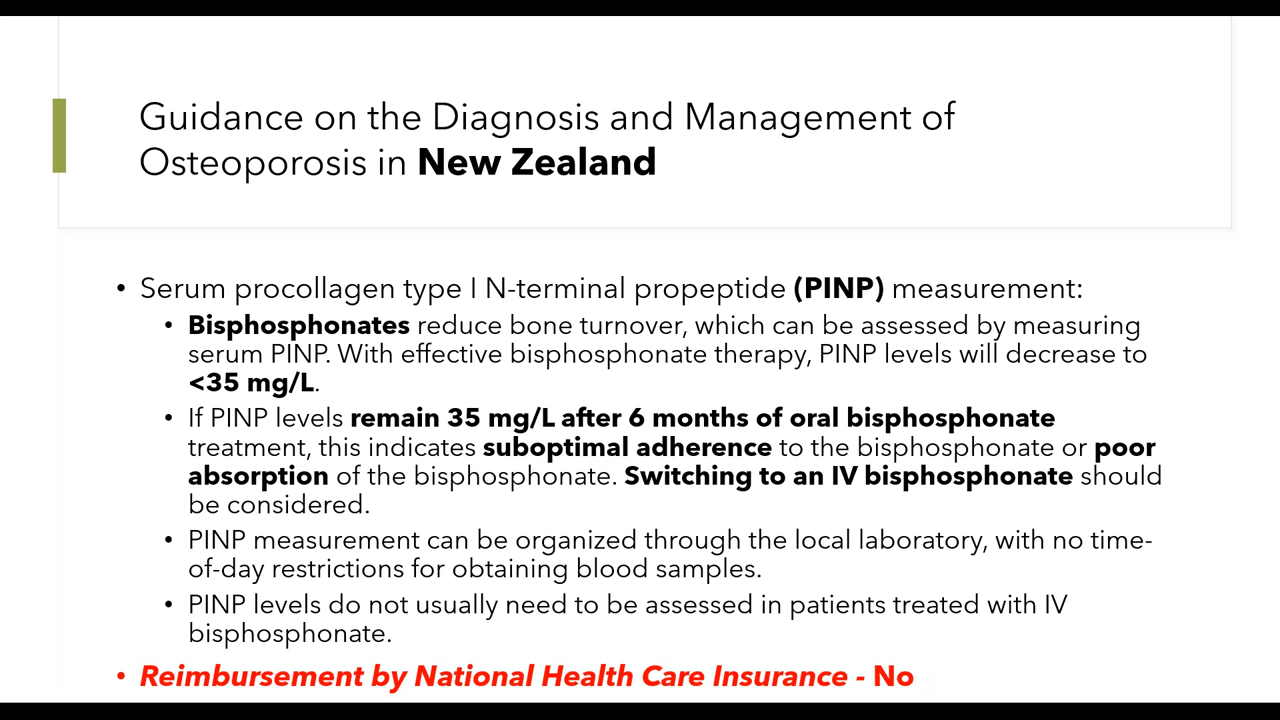 Guidance on the Diagnosis and Management of
Osteoporosis in New Zealand
• Serum procollagen type I N-terminal propeptide (PINP) measurement:
• Bisphosphonates reduce bone turnover, which can be assessed by measuring
serum PINP. With effective bisphosphonate therapy, PINP levels will decrease to
<35 mg/L.
• If PINP levels remain 35 mg/L after 6 months of oral bisphosphonate
treatment, this indicates suboptimal adherence to the bisphosphonate or poor
absorption of the bisphosphonate. Switching to an IV bisphosphonate should
be considered.
• PINP measurement can be organized through the local laboratory, with no time-
of-day restrictions for obtaining blood samples.
• PINP levels do not usually need to be assessed in patients treated with IV
bisphosphonate.
• Reimbursement by National Health Care Insurance - No